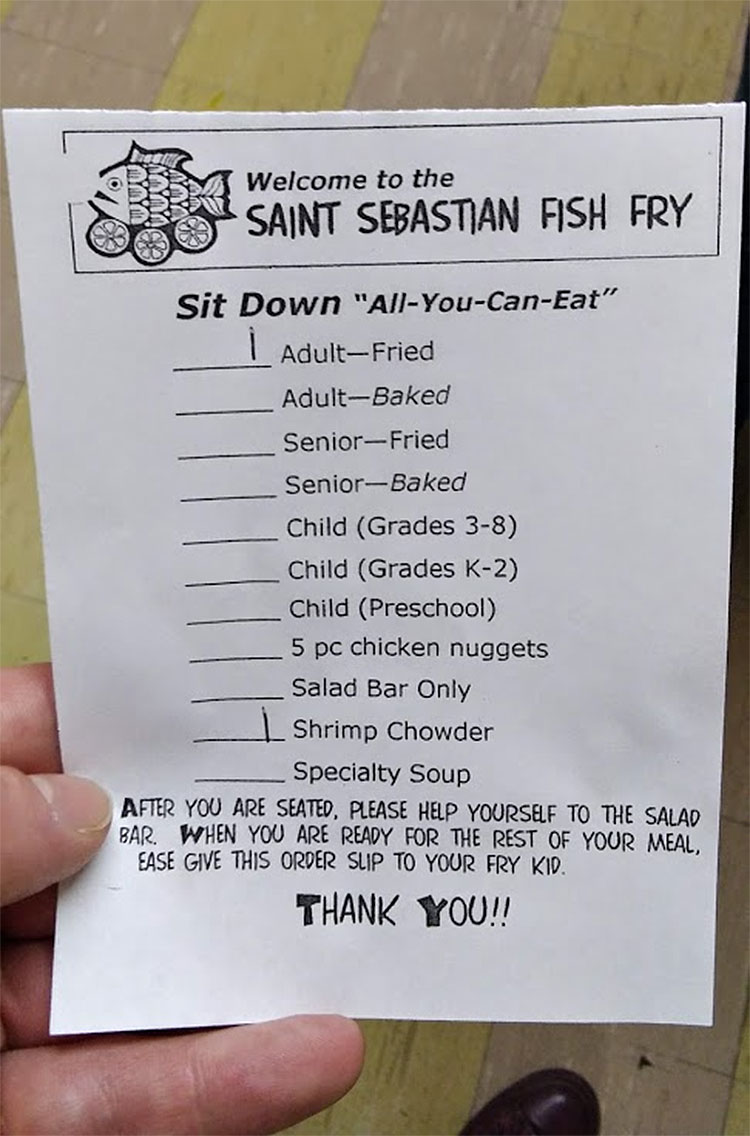 Welcome to the
SAINT SEBASTIAN FISH FRY
Sit Down "All-You-Can-Eat"
1 Adult—Fried
Adult—Baked
Senior—Fried
Senior—Baked
Child (Grades 3-8)
Child (Grades K-2)
Child (Preschool)
5 pc chicken nuggets
Salad Bar Only
1 Shrimp Chowder
Specialty Soup
AFTER YOU ARE SEATED, PLEASE HELP YOURSELF TO THE SALAD
BAR. WHEN YOU ARE READY FOR THE REST OF YOUR MEAL,
EASE GIVE THIS ORDER SLIP TO YOUR FRY KID.
THANK YOU!!